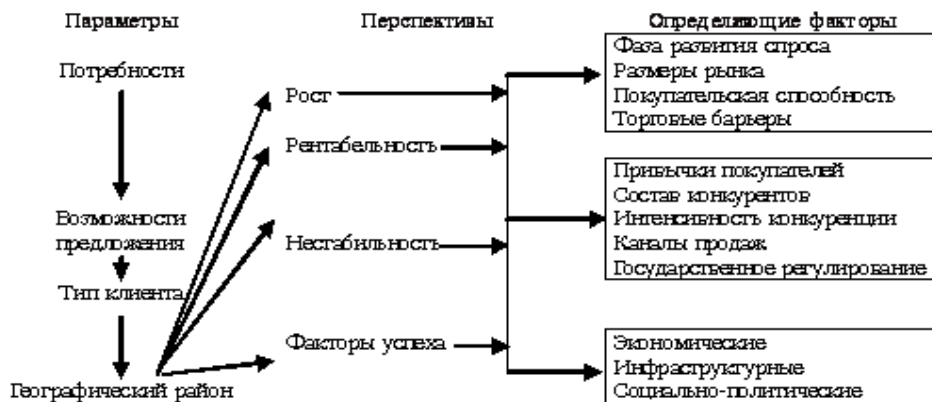 Параметры
Перспективы
Определяющие факторы
Потребности
Возможности
предложения
Тип клиента
Географический район
Рост
Рентабельность
Нестабильность
Факторы успеха
Фаза развития спроса
Размеры рынка
Покупательская способность
Торговые барьеры
Привычки покупателей
Состав конкурентов
Интенсивность конкуренции
Каналы продаж
Государственное регулирование
Экономические
Инфраструктурные
Социально-политические